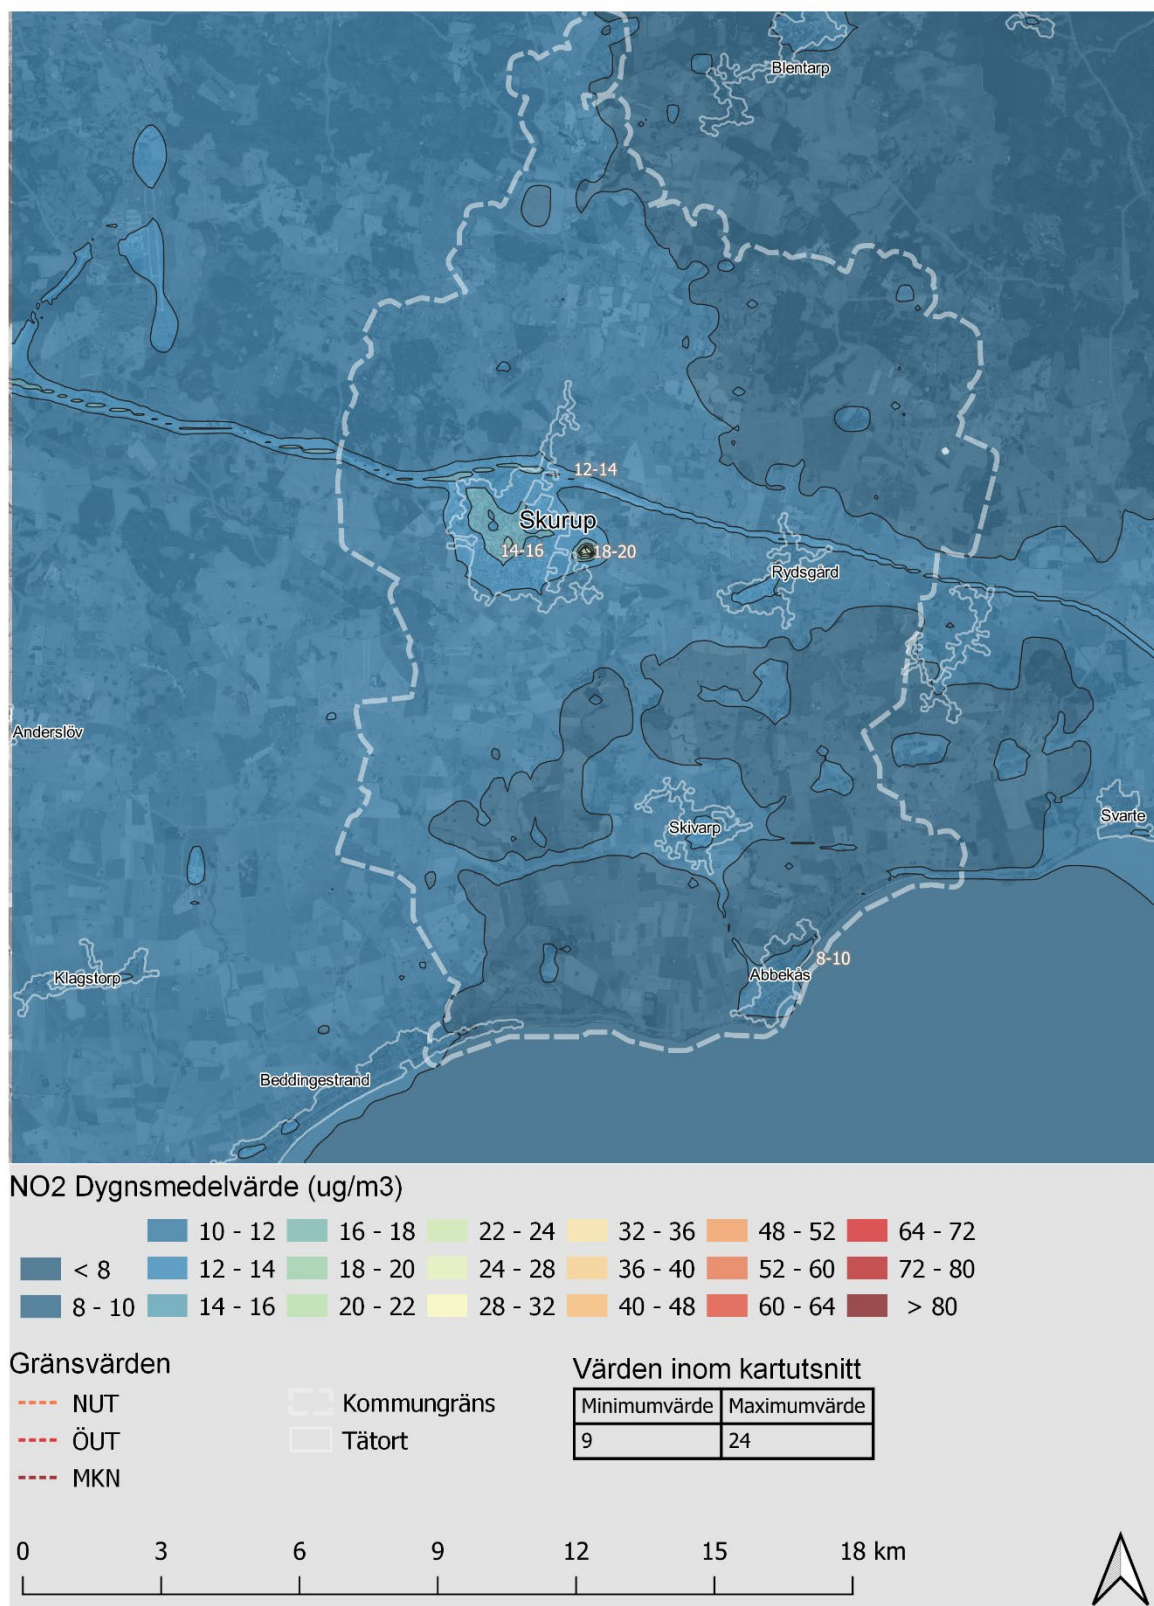 Blentarp
12-14
Skurup
14-16
18-20
Rydsgård
Anderslöv
Svarte
Skivarp
8-10
Abbekås
Klagstorp
Beddingestrand
NO2 Dygnsmedelvärde (ug/m3)
10 - 12 16 - 18 22 - 24 32 - 36 48 - 52 64 - 72
< 8 12 - 14 18 - 20 24 - 28 36 - 40 52 - 60 72 - 80
8 - 10 14 - 16 20 - 22 28 - 32 40 - 48 60 - 64 > 80
Gränsvärden
Värden inom kartutsnitt
NUT Kommungräns Minimumvärde Maximumvärde
ÖUT Tätort 9 24
MKN
0 3 6 9 12 15 18 km